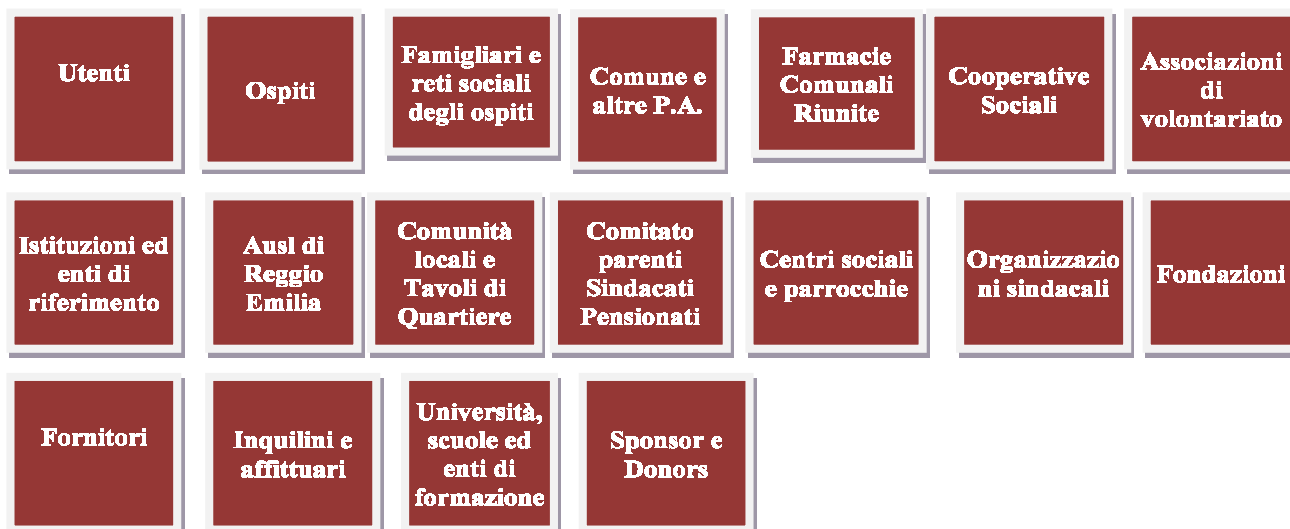 Utenti
Ospiti
Famigliari e
reti sociali
degli ospiti
Comune e
altre P.A.
Farmacie
Comunali
Riunite
Cooperative
Sociali
Associazioni
di
volontariato
Istituzioni ed
enti di
riferimento
Ausl di
Reggio
Emilia
Comunità
locali e
Tavoli di
Quartiere
Comitato
parenti
Sindacati
Pensionati
Centri sociali
e parrocchie
Organizzazio
ni sindacali
Fondazioni
Fornitori
Inquilini e
affittuari
Università,
scuole ed
enti di
formazione
Sponsor e
Donors